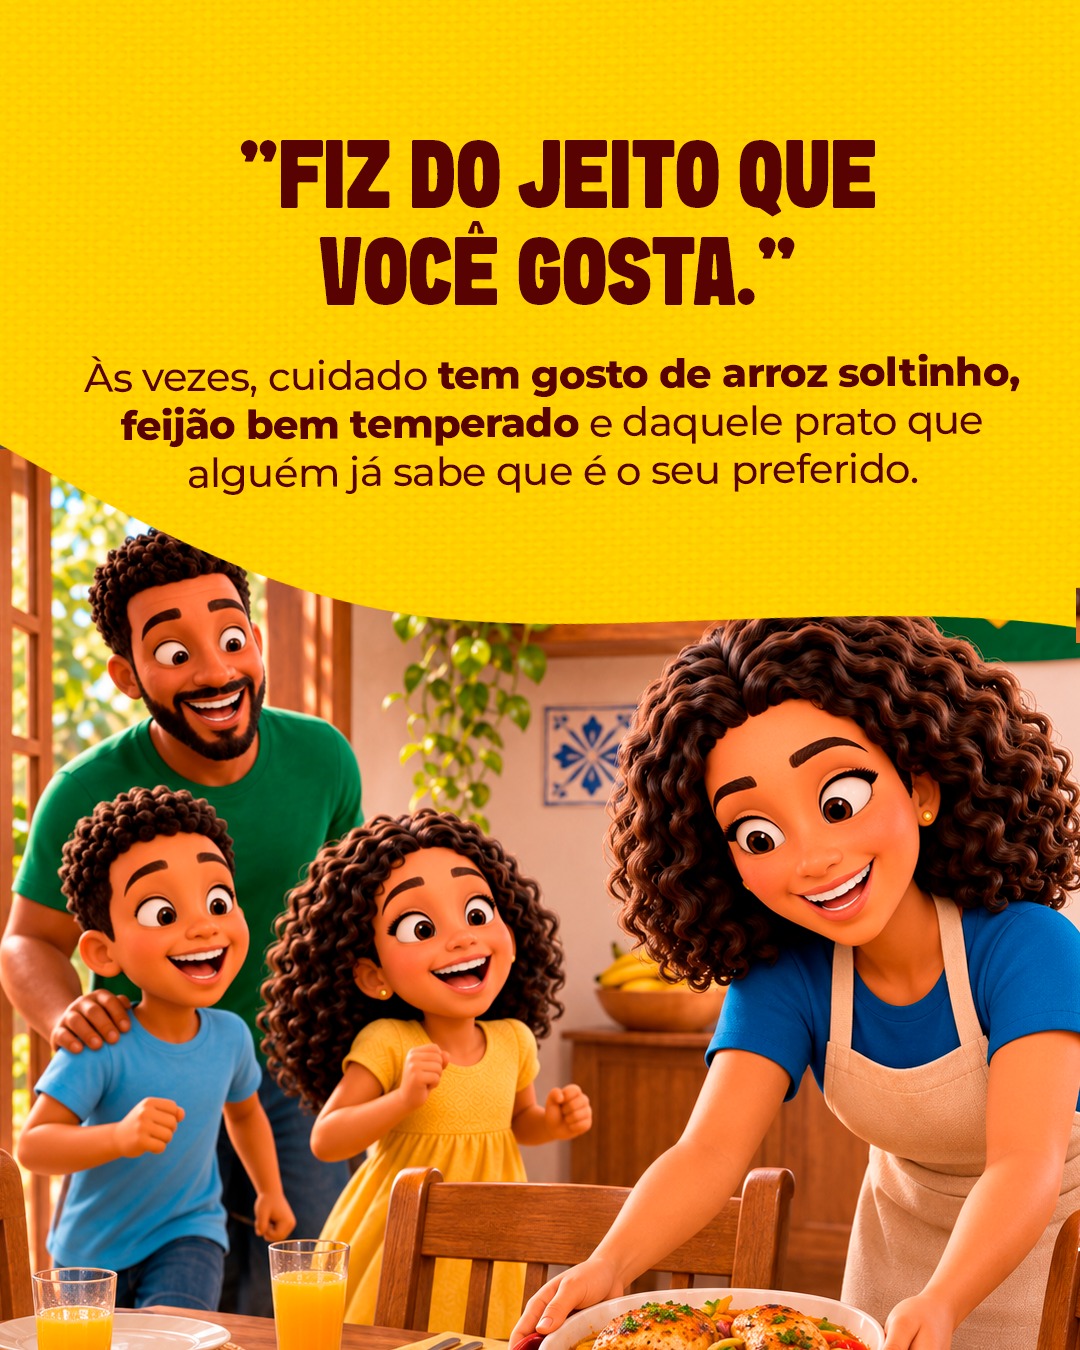 ”FIZ DO JEITO QUE
VOCÊ GOSTA.”
Às vezes, cuidado tem gosto de arroz soltinho,
feijão bem temperado e daquele prato que
alguém já sabe que é o seu preferido.